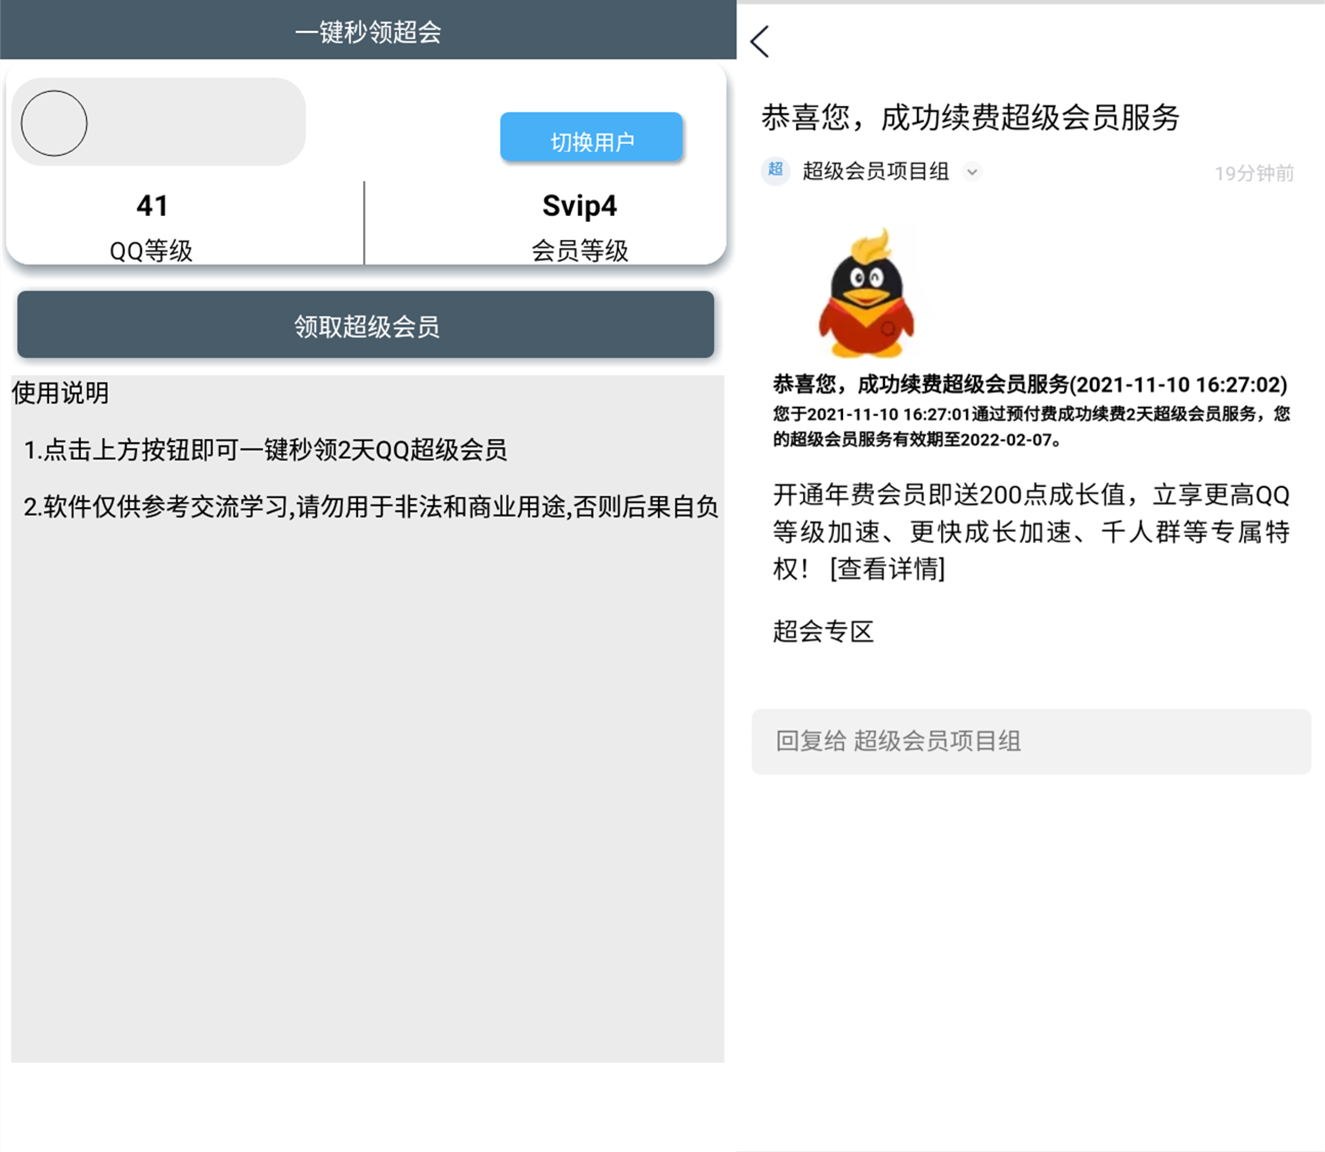 一键秒领超会
切换用户
41
QQ等级
Svip4
会员等级
领取超级会员
使用说明
1.点击上方按钮即可一键秒领2天QQ超级会员
2.软件仅供参考交流学习,请勿用于非法和商业用途,否则后果自负
恭喜您，成功续费超级会员服务
超 超级会员项目组
19分钟前
恭喜您，成功续费超级会员服务(2021-11-10 16:27:02)
您于2021-11-10 16:27:01通过预付费成功续费2天超级会员服务，您
的超级会员服务有效期至2022-02-07。
开通年费会员即送200点成长值，立享更高QQ
等级加速、更快成长加速、千人群等专属特
权！ [查看详情]
超会专区
回复给 超级会员项目组